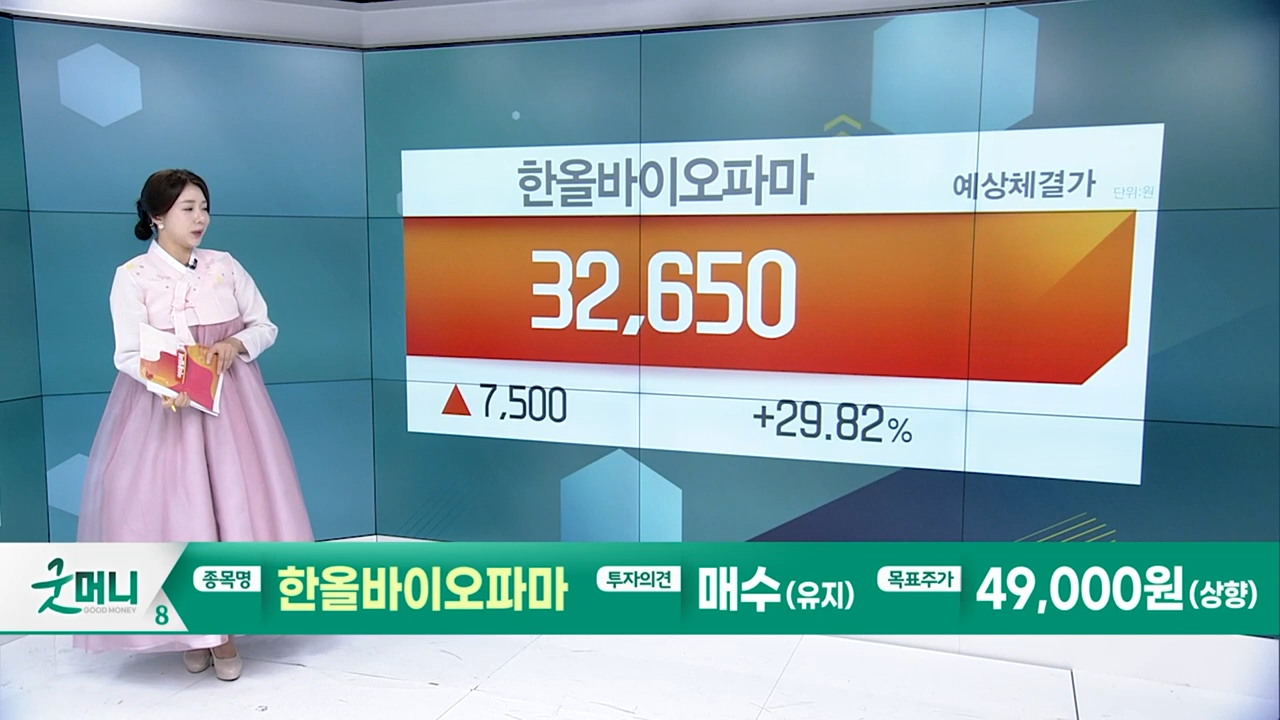 한올바이오파마
예상체결가
단위:원
32,650
▲ 7,500
+29.82%
굿머니
GOOD MONEY
8
종목명
한올바이오파마
투자의견
매수(유지)
목표주가
49,000원(상향)